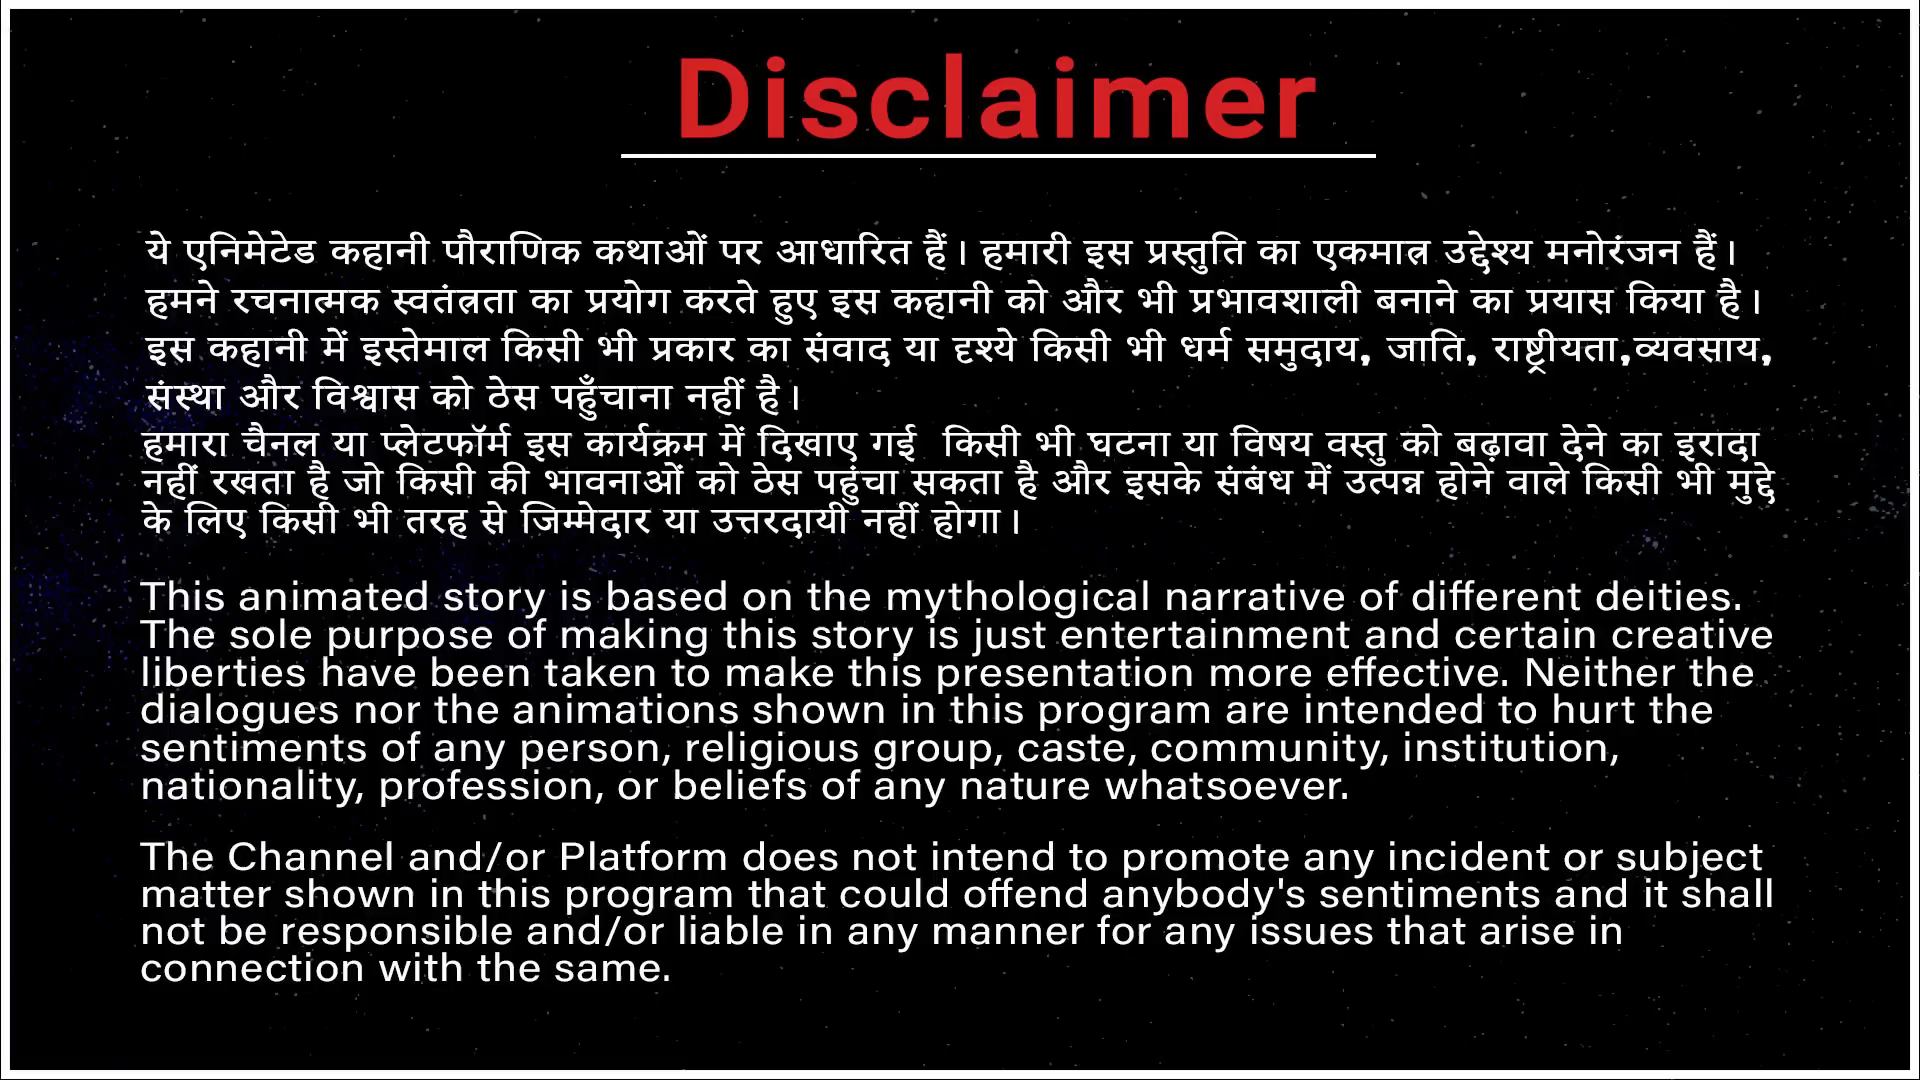 Disclaimer
ये एनिमेटेड कहानी पौराणिक कथाओं पर आधारित हैं। हमारी इस प्रस्तुति का एकमात्र उद्देश्य मनोरंजन हैं।
हमने रचनात्मक स्वतंत्रता का प्रयोग करते हुए इस कहानी को और भी प्रभावशाली बनाने का प्रयास किया है।
इस कहानी में इस्तेमाल किसी भी प्रकार का संवाद या दृश्ये किसी भी धर्म समुदाय, जाति, राष्ट्रीयता,व्यवसाय,
संस्था और विश्वास को ठेस पहुँचाना नहीं है।
हमारा चैनल या प्लेटफॉर्म इस कार्यक्रम में दिखाए गई किसी भी घटना या विषय वस्तु को बढ़ावा देने का इरादा
नहीं रखता है जो किसी की भावनाओं को ठेस पहुंचा सकता है और इसके संबंध में उत्पन्न होने वाले किसी भी मुद्दे
के लिए किसी भी तरह से जिम्मेदार या उत्तरदायी नहीं होगा।
This animated story is based on the mythological narrative of different deities.
The sole purpose of making this story is just entertainment and certain creative
liberties have been taken to make this presentation more effective. Neither the
dialogues nor the animations shown in this program are intended to hurt the
sentiments of any person, religious group, caste, community, institution,
nationality, profession, or beliefs of any nature whatsoever.
The Channel and/or Platform does not intend to promote any incident or subject
matter shown in this program that could offend anybody's sentiments and it shall
not be responsible and/or liable in any manner for any issues that arise in
connection with the same.